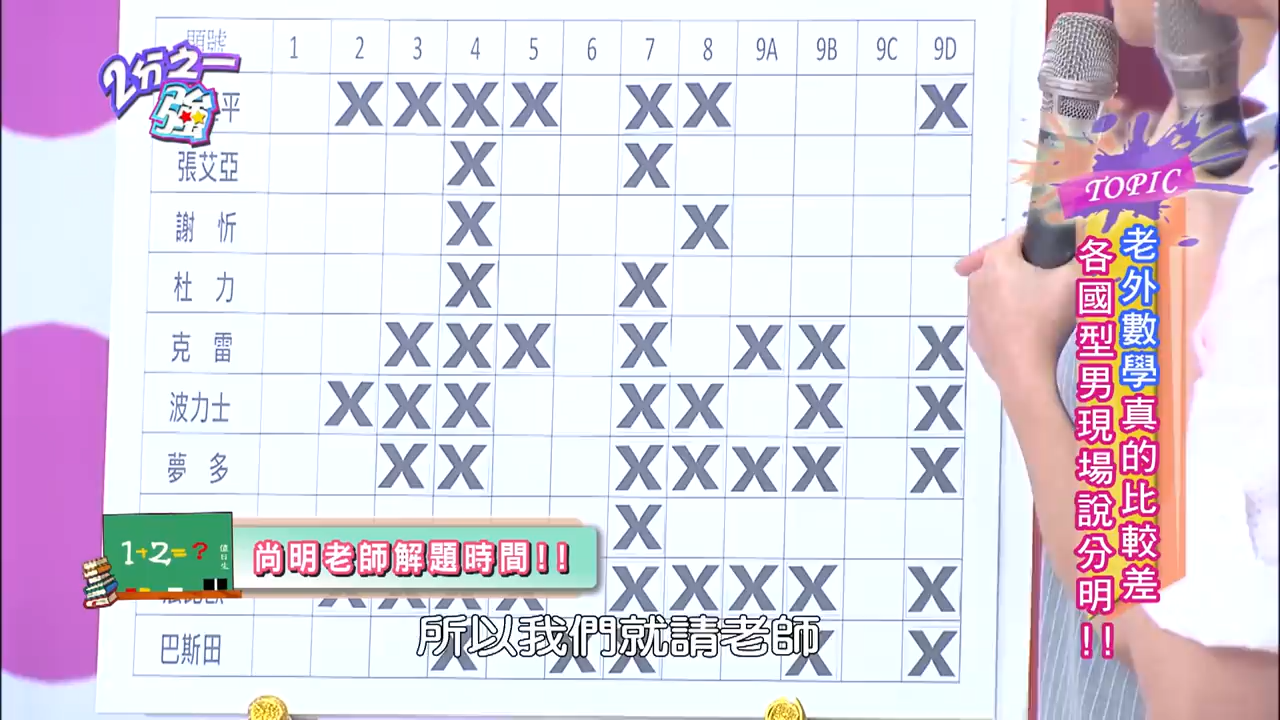 題號 1 2 3 4 5 6 7 8 9A 9B 9C 9D
平 X X X X X X X
張艾亞 X X
謝 忻 X X
杜 力 X X
克 雷 X X X X X X X
波力士 X X X X X X X
夢 多 X X X X X X X
X
X X X X X X X X X
巴斯田 X X X X X
2分之一強
TOPIC
老外數學真的比較差
各國型男現場說分明!!
1+2=?
值日生
尚明老師解題時間!!
所以我們就請老師